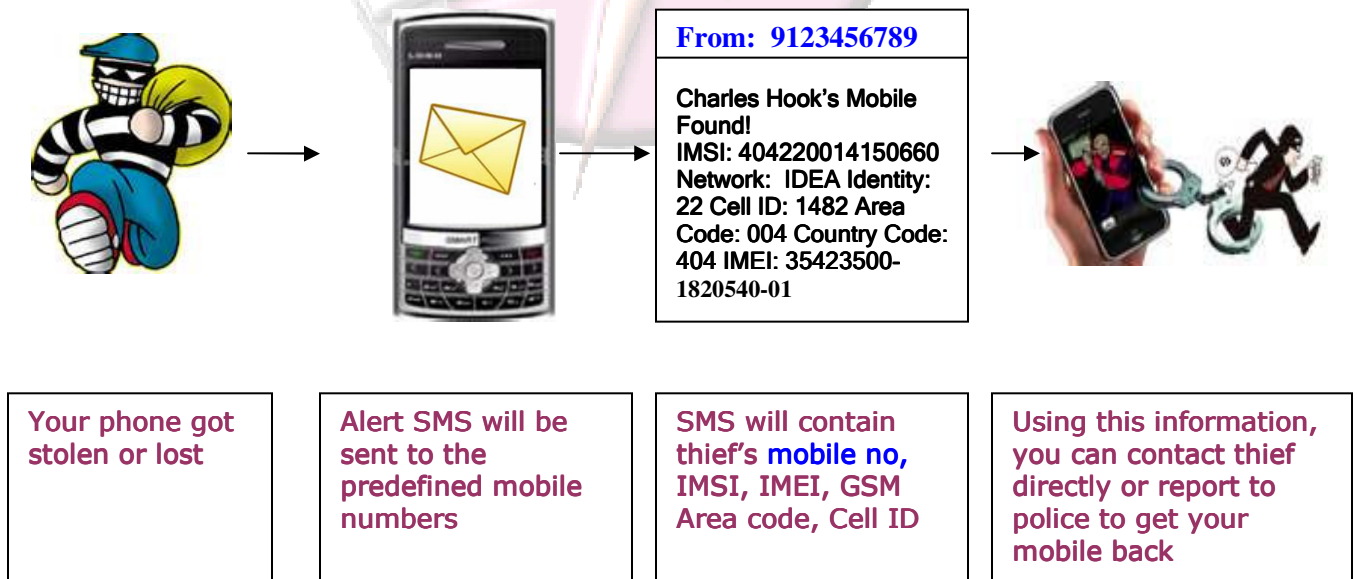 From: 9123456789
Charles Hook's Mobile
Found!
IMSI: 404220014150660
Network: IDEA Identity:
22 Cell ID: 1482 Area
Code: 004 Country Code:
404 IMEI: 35423500-
1820540-01
SMART
Your phone got
stolen or lost
Alert SMS will be
sent to the
predefined mobile
numbers
SMS will contain
thief's mobile no,
IMSI, IMEI, GSM
Area code, Cell ID
Using this information,
you can contact thief
directly or report to
police to get your
mobile back